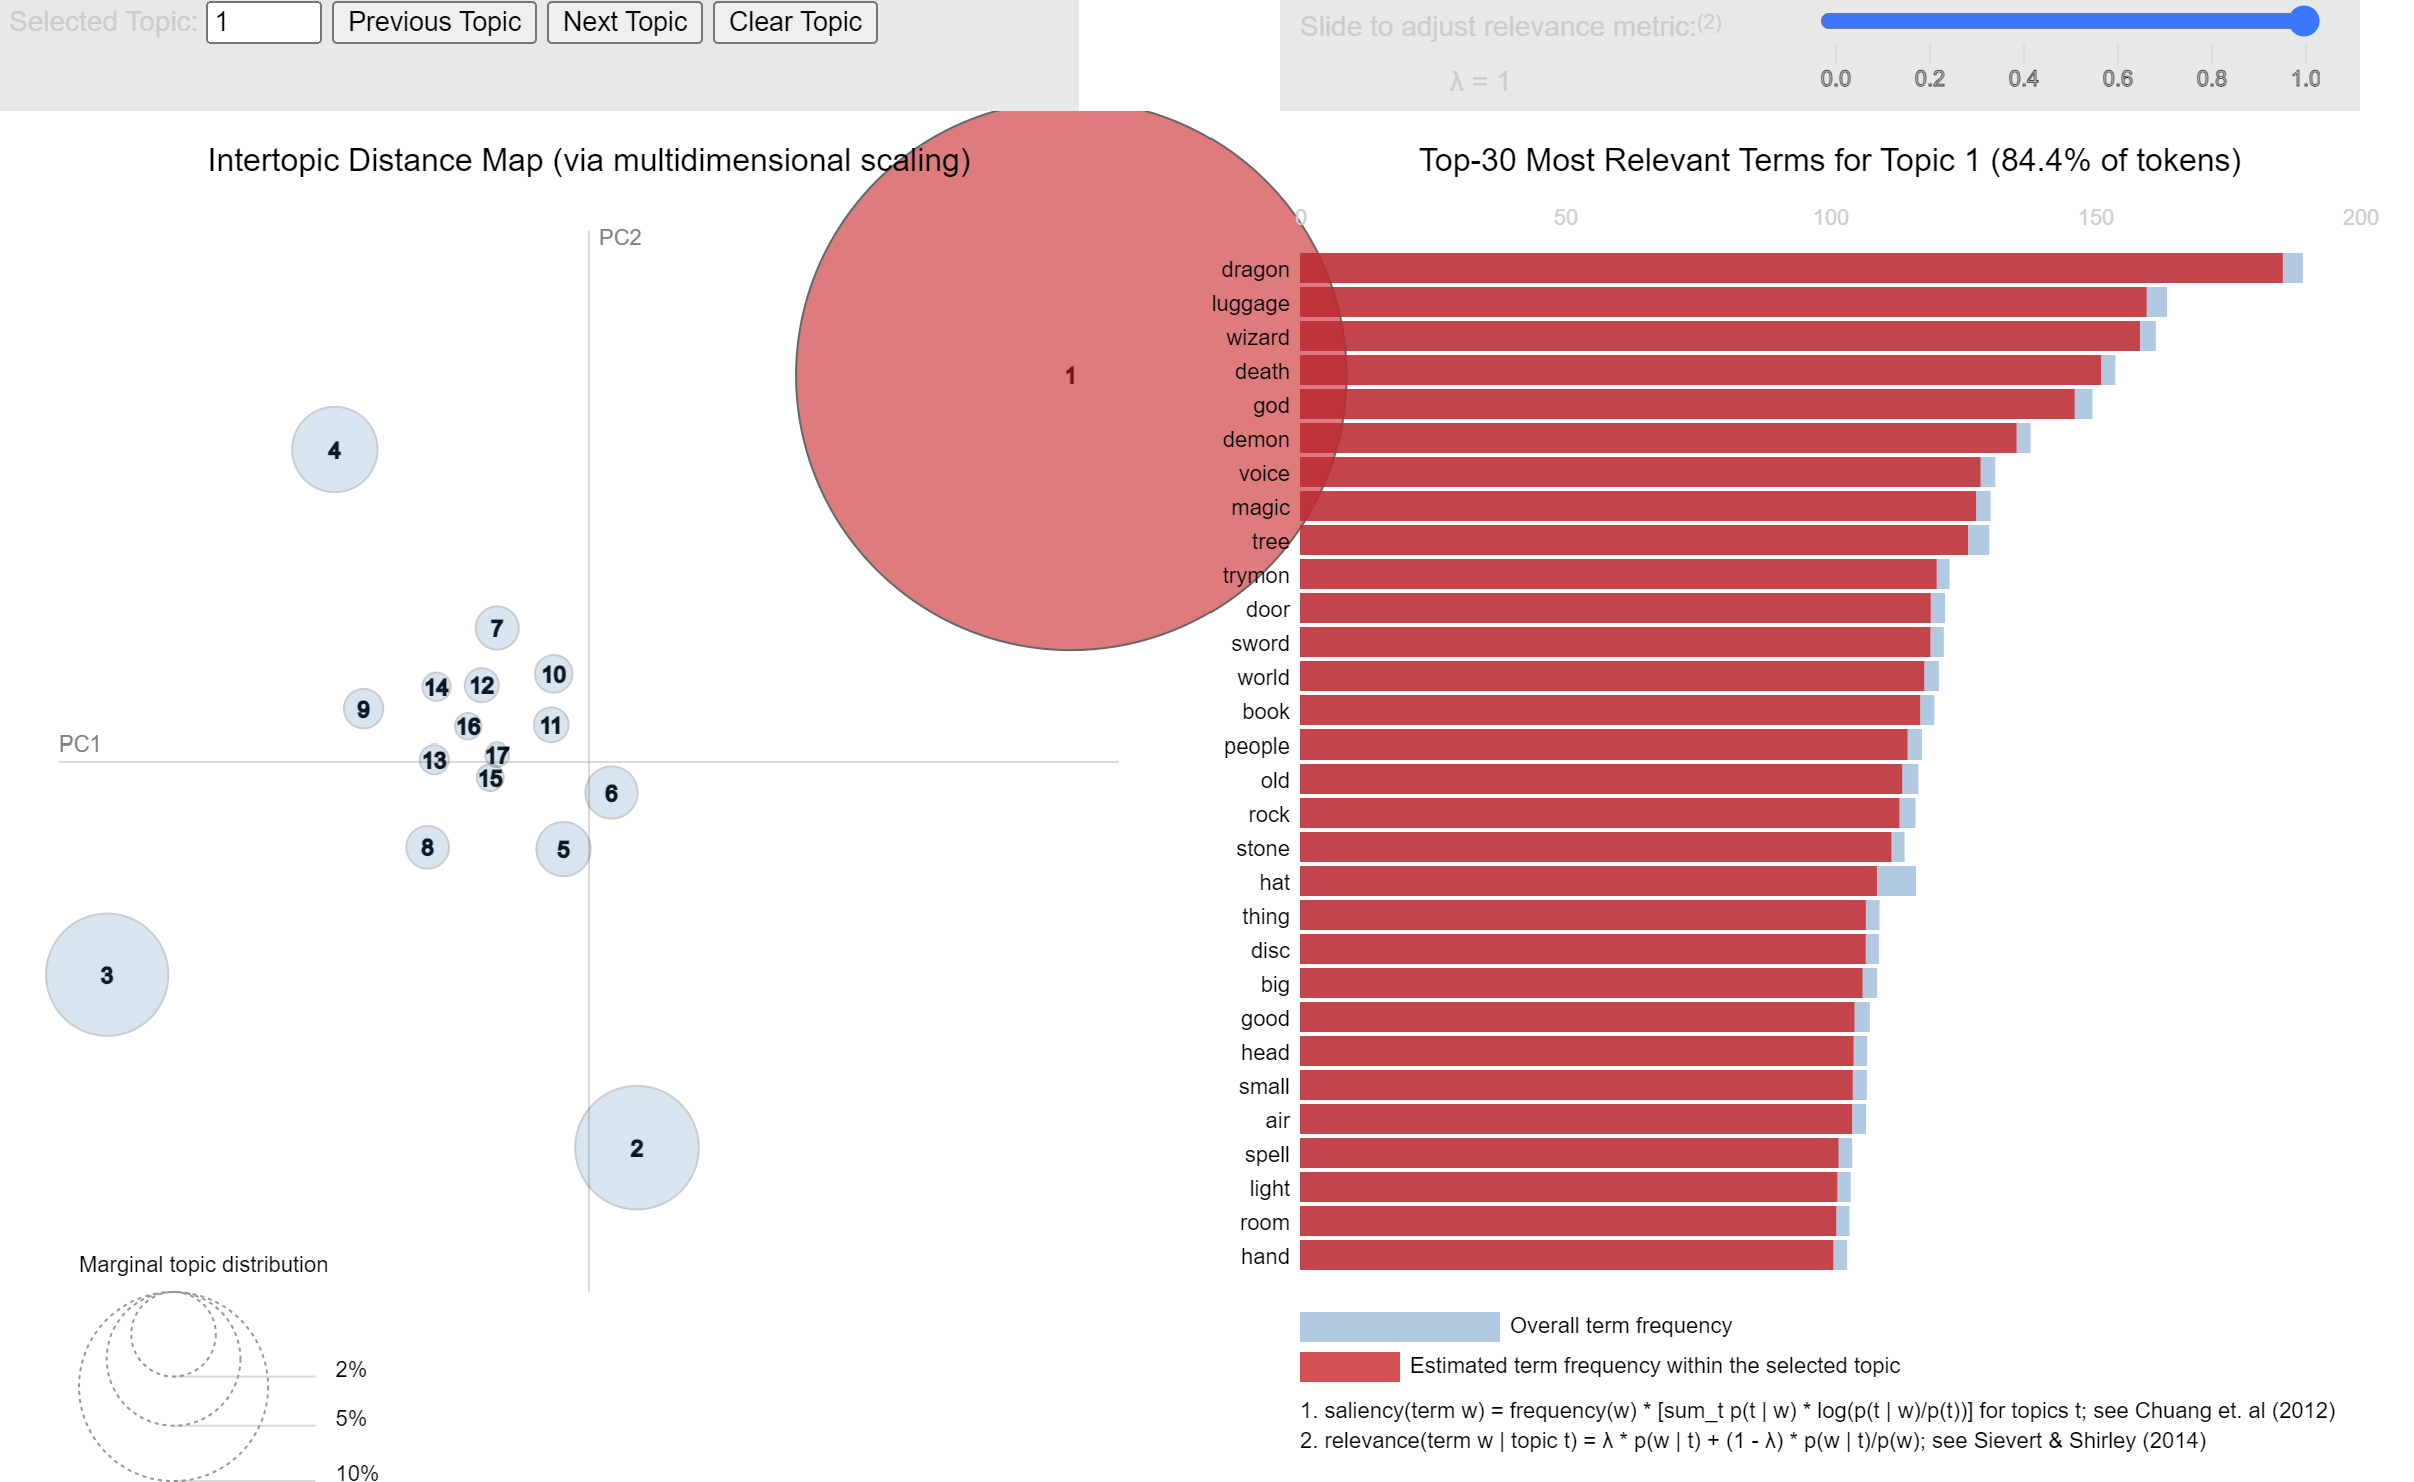 Selected Topic: 1 Previous Topic Next Topic Clear Topic
Slide to adjust relevance metric:(2)
λ = 1
0.0 0.2 0.4 0.6 0.8 1.0
Intertopic Distance Map (via multidimensional scaling)
PC2
PC1
1
4
7
10
12
14
9
11
16
17
13
15
6
8
5
3
2
Marginal topic distribution
2%
5%
10%
Top-30 Most Relevant Terms for Topic 1 (84.4% of tokens)
0 50 100 150 200
dragon
luggage
wizard
death
god
demon
voice
magic
tree
trymon
door
sword
world
book
people
old
rock
stone
hat
thing
disc
big
good
head
small
air
spell
light
room
hand
Overall term frequency
Estimated term frequency within the selected topic
1. saliency(term w) = frequency(w) * [sum_t p(t | w) * log(p(t | w)/p(t))] for topics t; see Chuang et. al (2012)
2. relevance(term w | topic t) = λ * p(w | t) + (1 - λ) * p(w | t)/p(w); see Sievert & Shirley (2014)